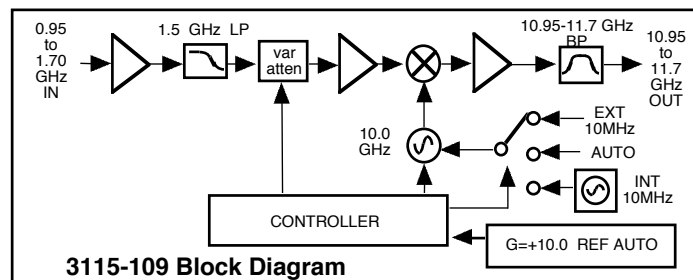 0.95
to
1.70
GHz
IN
1.5 GHz LP
var
atten
10.95-11.7 GHz
BP
10.95
to
11.7
GHz
OUT
10.0
GHz
EXT
10MHz
AUTO
INT
10MHz
CONTROLLER
G=+10.0 REF AUTO
3115-109 Block Diagram